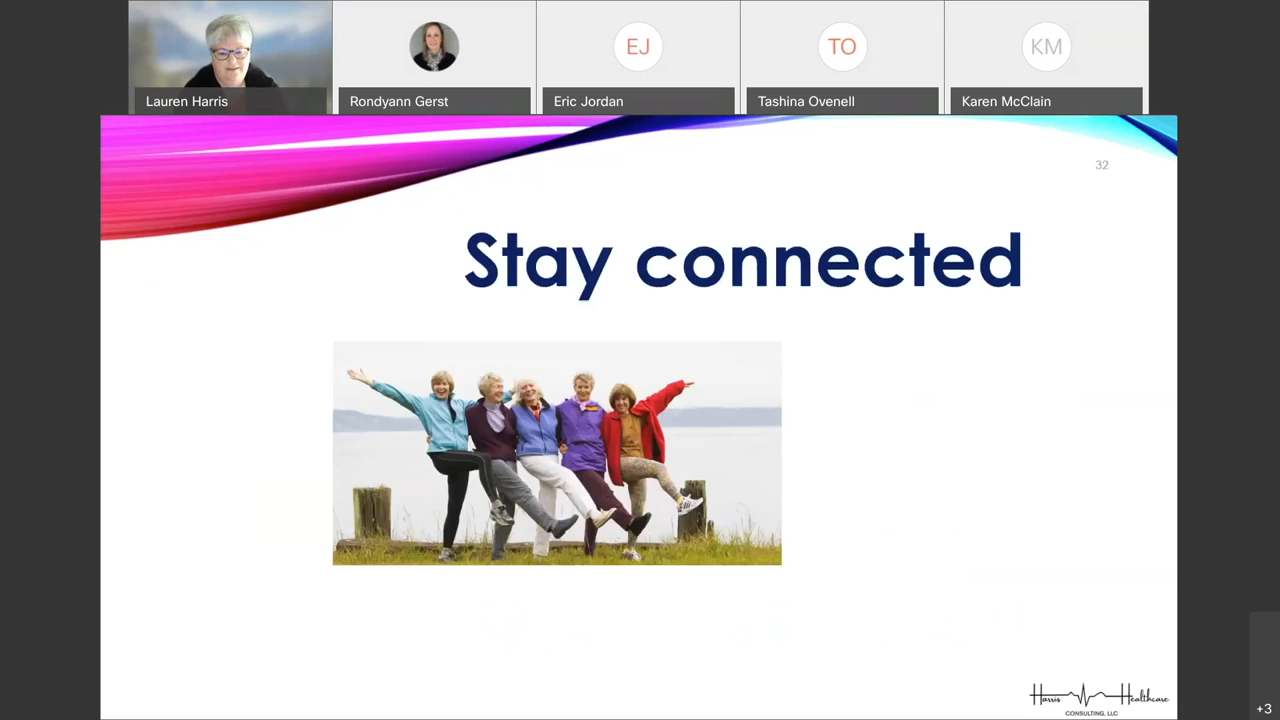 EJ
TO
KM
Lauren Harris
Rondyann Gerst
Eric Jordan
Tashina Ovenell
Karen McClain
32
Stay connected
Harris Healthcare
CONSULTING, LLC
+3